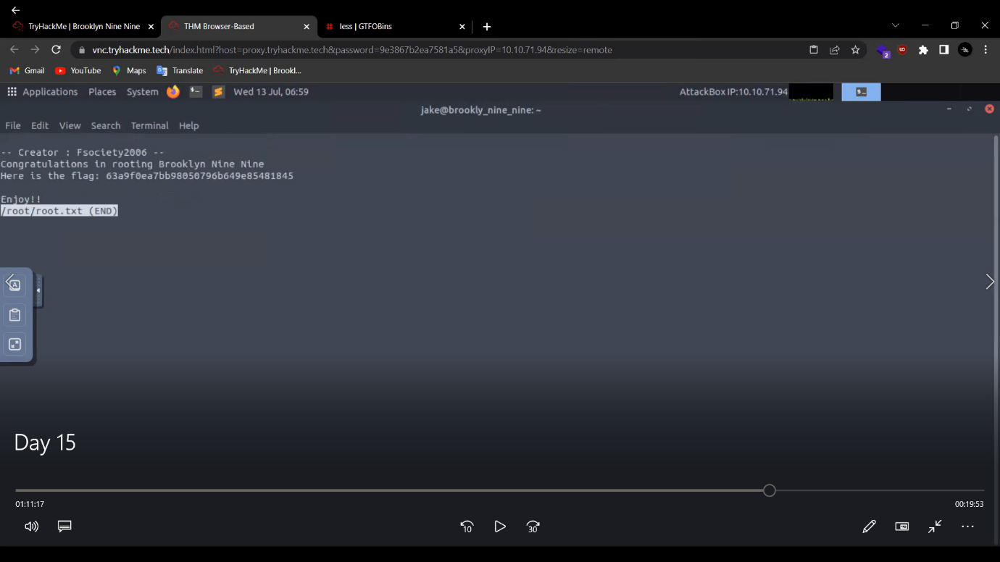 TryHackMe | Brooklyn Nine Nine
THM Browser-Based
less | GTFOBins
vnc.tryhackme.tech/index.html?host=proxy.tryhackme.tech&password=9e3867b2ea7581a5&proxyIP=10.10.71.94&resize=remote
2
Gmail
YouTube
Maps
Translate
TryHackMe | Brookl...
Applications Places System Wed 13 Jul, 06:59 AttackBox IP:10.10.71.94
jake@brookly_nine_nine: ~
File Edit View Search Terminal Help
-- Creator : Fsociety2006 --
Congratulations in rooting Brooklyn Nine Nine
Here is the flag: 63a9f0ea7bb98050796b649e85481845
Enjoy!!
/root/root.txt (END)
A
Day 15
01:11:17
00:19:53
10
30